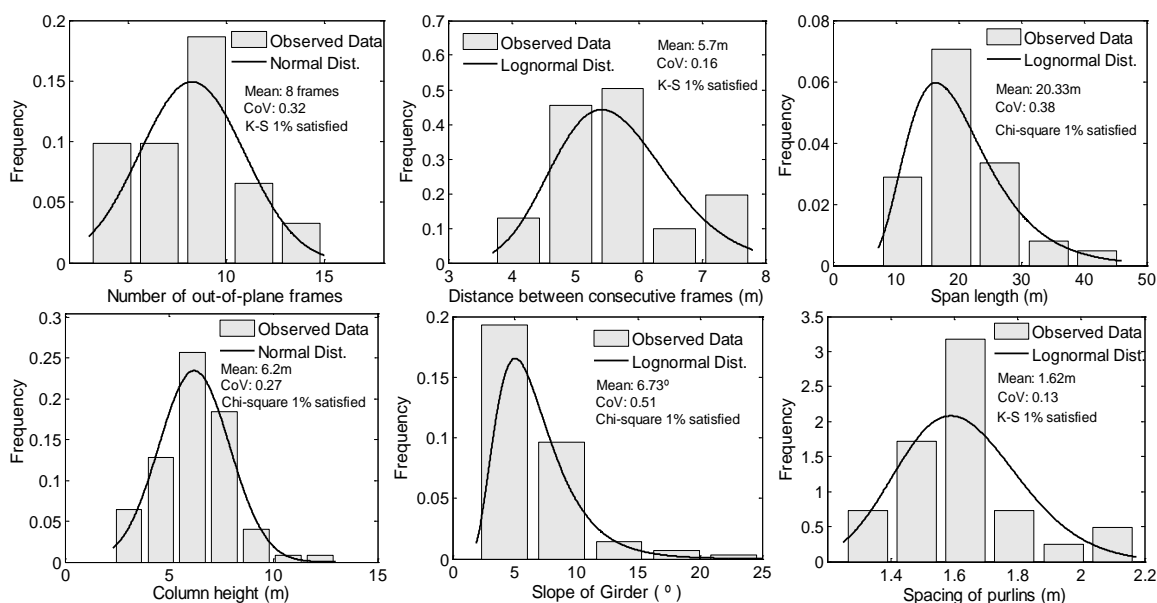 0.2
0.15
0.1
0.05
0
5
10
15
Frequency
Number of out-of-plane frames
Observed Data
Normal Dist.
Mean: 8 frames
CoV: 0.32
K-S 1% satisfied
0.7
0.6
0.5
0.4
0.3
0.2
0.1
0
3
4
5
6
7
8
Frequency
Distance between consecutive frames (m)
Observed Data
Lognormal Dist.
Mean: 5.7m
CoV: 0.16
K-S 1% satisfied
0.08
0.06
0.04
0.02
0
0
10
20
30
40
50
Frequency
Span length (m)
Observed Data
Lognormal Dist.
Mean: 20.33m
CoV: 0.38
Chi-square 1% satisfied
0.3
0.25
0.2
0.15
0.1
0.05
0
0
5
10
15
Frequency
Column height (m)
Observed Data
Normal Dist.
Mean: 6.2m
CoV: 0.27
Chi-square 1% satisfied
0.2
0.15
0.1
0.05
0
0
5
10
15
20
25
Frequency
Slope of Girder ( º)
Observed Data
Lognormal Dist.
Mean: 6.73º
CoV: 0.51
Chi-square 1% satisfied
3.5
3
2.5
2
1.5
1
0.5
0
1.4
1.6
1.8
2
2.2
Frequency
Spacing of purlins (m)
Observed Data
Lognormal Dist.
Mean: 1.62m
CoV: 0.13
K-S 1% satisfied